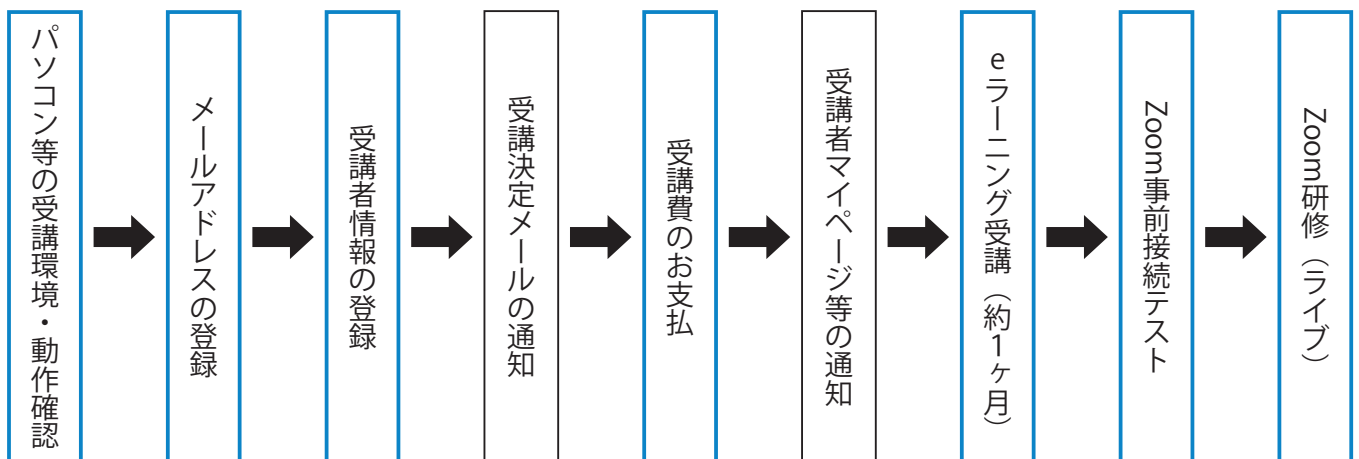 パソコン等の受講環境・動作確認
メールアドレスの登録
受講者情報の登録
受講決定メールの通知
受講費のお支払
受講者マイページ等の通知
eラーニング受講（約1ヶ月）
Zoom事前接続テスト
Zoom研修（ライブ）